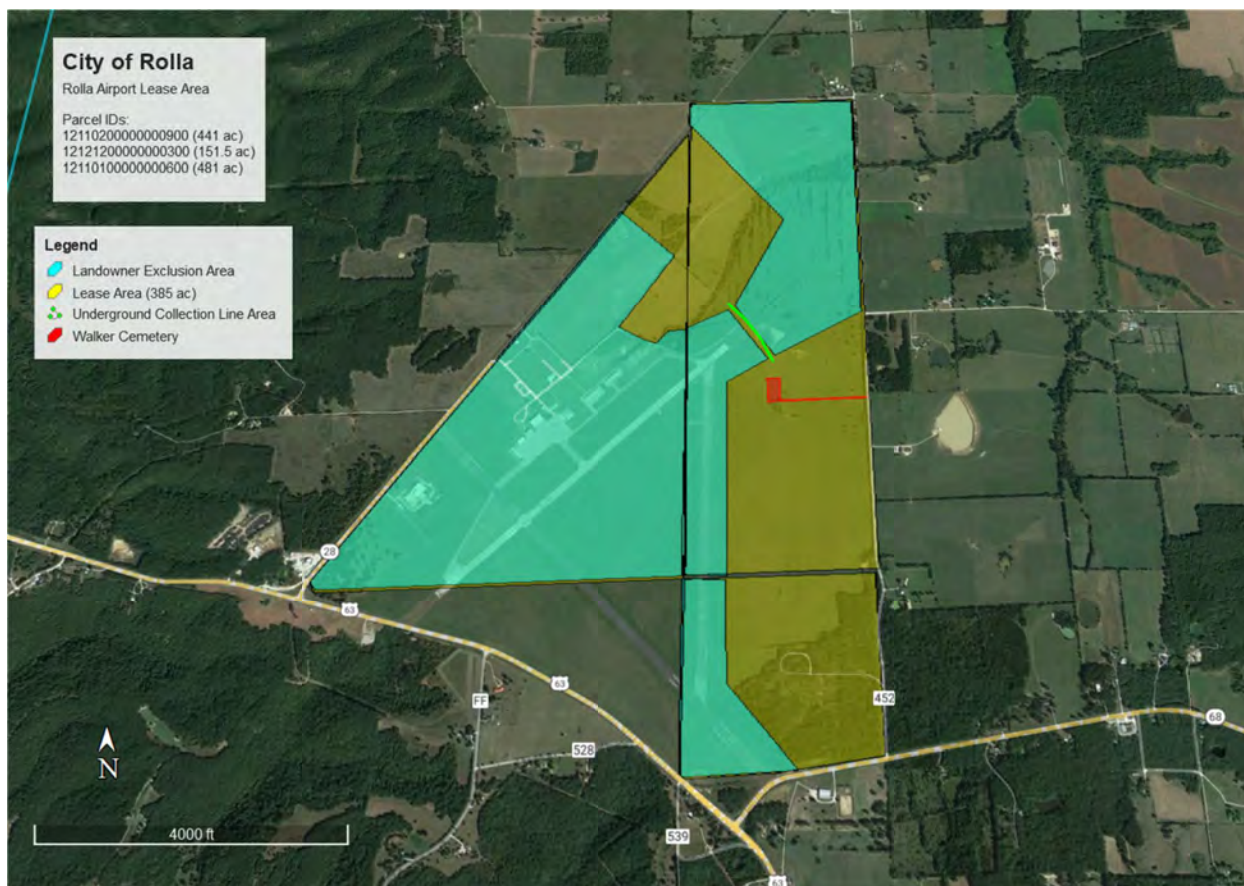 City of Rolla
Rolla Airport Lease Area
Parcel IDs:
12110200000000900 (441 ac)
12121200000000300 (151.5 ac)
12110100000000600 (481 ac)
Legend
Landowner Exclusion Area
Lease Area (385 ac)
Underground Collection Line Area
Walker Cemetery
28
63
63
FF
528
452
68
N
4000 ft
539
63